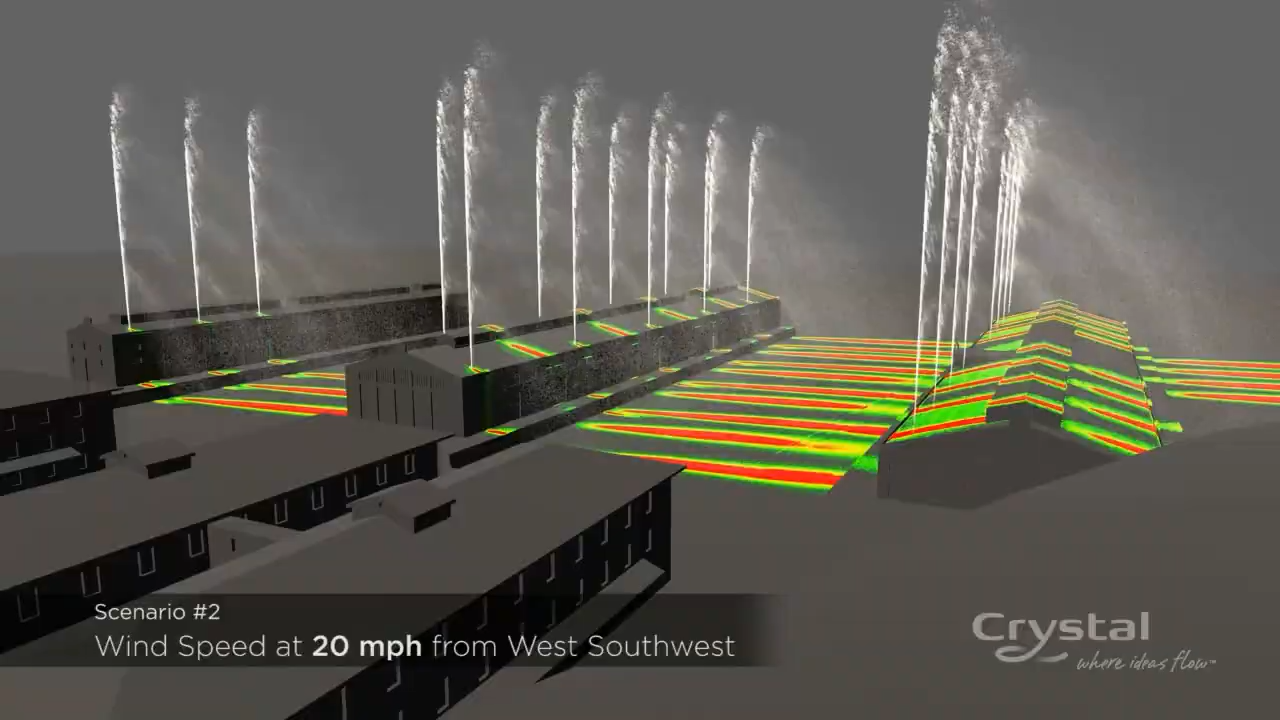 Scenario #2
Wind Speed at 20 mph from West Southwest
Crystal
where ideas flow™